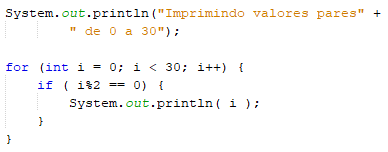 System.out.println("Imprimindo valores pares" +
" de 0 a 30");
for (int i = 0; i < 30; i++) {
if ( i%2 == 0) {
System.out.println( i );
}
}